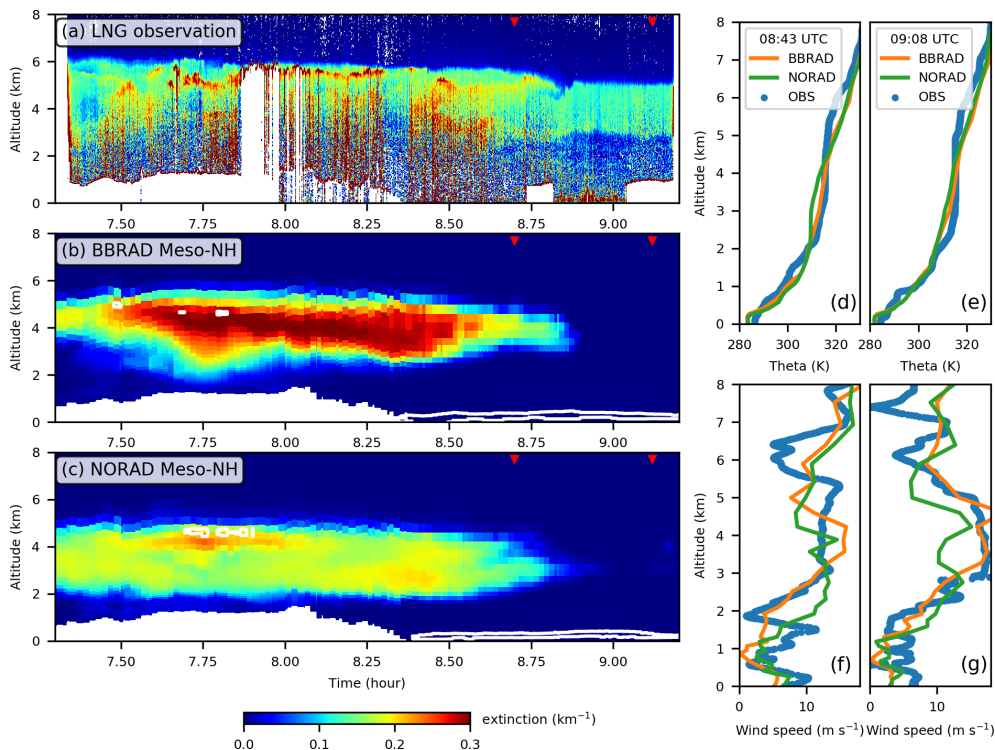 (a) LNG observation
8
6
4
2
0
Altitude (km)
7.50 7.75 8.00 8.25 8.50 8.75 9.00
(b) BBRAD Meso-NH
8
6
4
2
0
Altitude (km)
7.50 7.75 8.00 8.25 8.50 8.75 9.00
(c) NORAD Meso-NH
8
6
4
2
0
Altitude (km)
7.50 7.75 8.00 8.25 8.50 8.75 9.00
Time (hour)
extinction (km⁻¹)
0.0 0.1 0.2 0.3
08:43 UTC
BBRAD
NORAD
OBS
(d)
8
7
6
5
4
3
2
1
0
Altitude (km)
280 300 320
Theta (K)
09:08 UTC
BBRAD
NORAD
OBS
(e)
280 300 320
Theta (K)
(f)
8
7
6
5
4
3
2
1
0
Altitude (km)
0 10
Wind speed (m s⁻¹)
(g)
0 10
Wind speed (m s⁻¹)